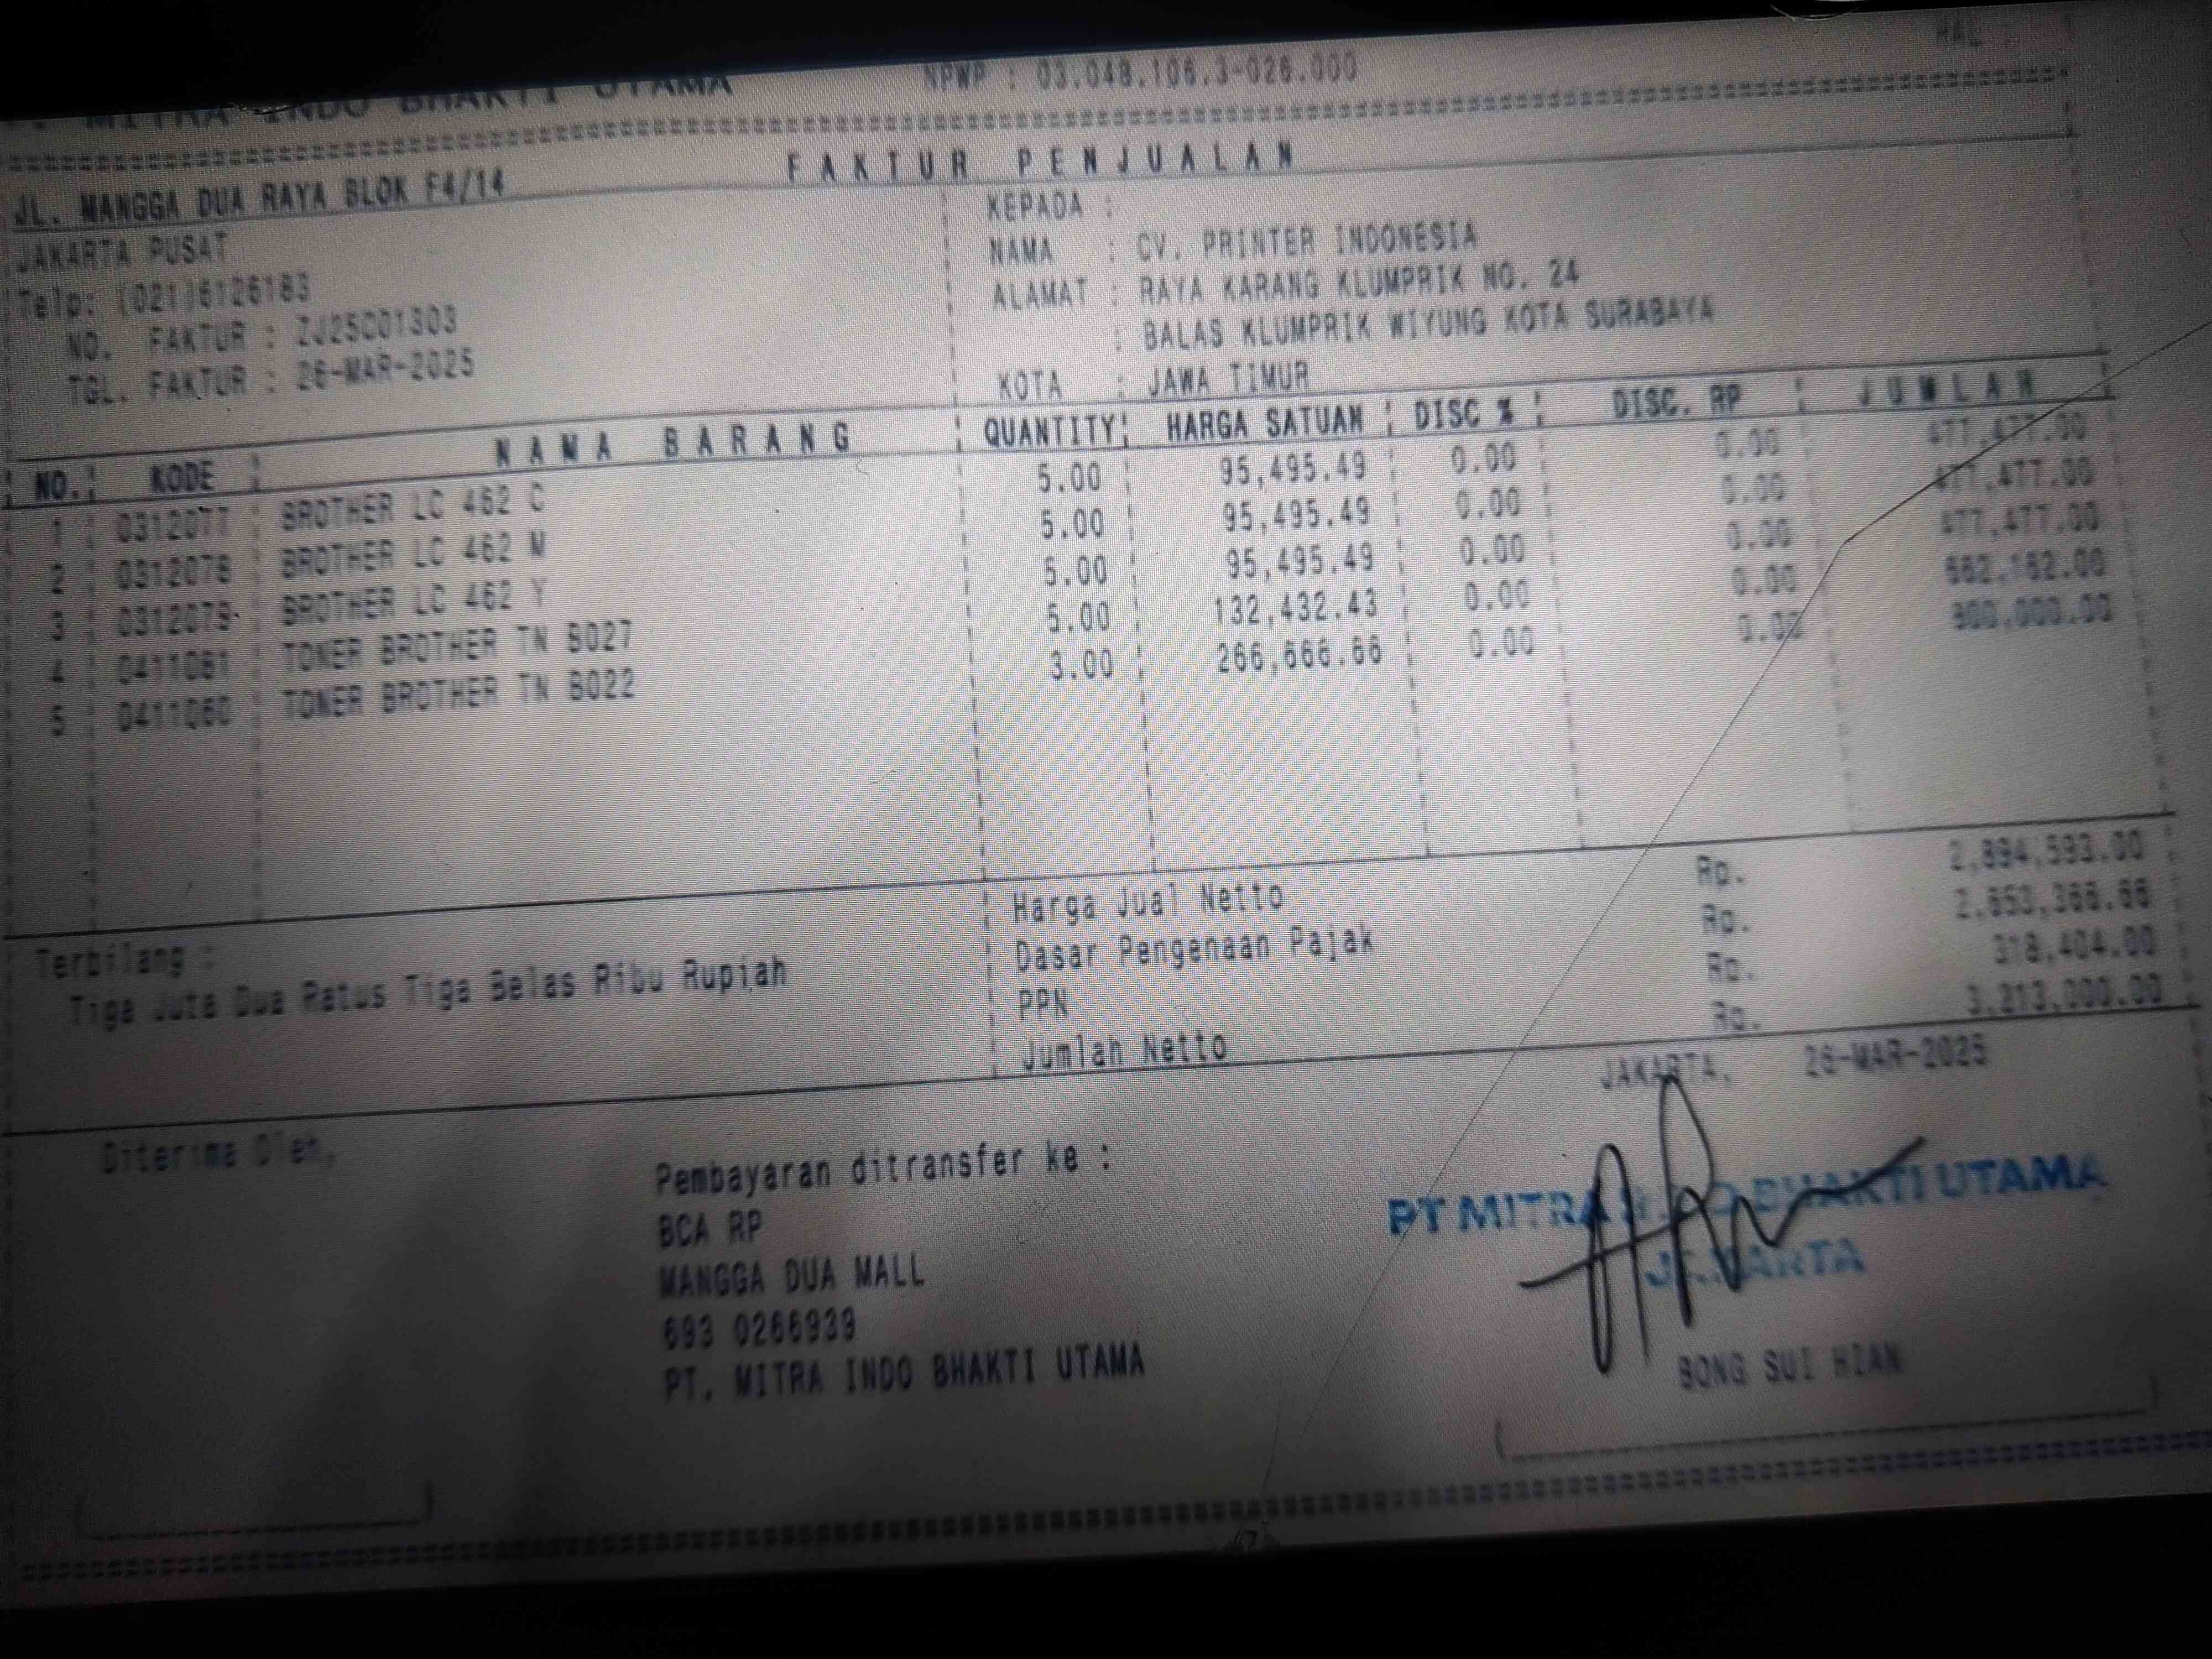 MITRA INDO BHAKTI UTAMA NPWP : 03.048.106.3-026.000 HAL
FAKTUR PENJUALAN
JL. MANGGA DUA RAYA BLOK F4/14
JAKARTA PUSAT
Telp: (021)6126183
NO. FAKTUR : ZJ25C01303
TGL. FAKTUR : 26-MAR-2025
KEPADA :
NAMA : CV. PRINTER INDONESIA
ALAMAT : RAYA KARANG KLUMPRIK NO. 24
: BALAS KLUMPRIK WIYUNG KOTA SURABAYA
KOTA : JAWA TIMUR
NO. KODE NAMA BARANG QUANTITY HARGA SATUAN DISC % DISC. RP JUMLAH
1 0312077 BROTHER LC 462 C 5.00 95,495.49 0.00 0.00 477,477.00
2 0312078 BROTHER LC 462 M 5.00 95,495.49 0.00 0.00 477,477.00
3 0312079 BROTHER LC 462 Y 5.00 95,495.49 0.00 0.00 477,477.00
4 0411061 TONER BROTHER TN B027 5.00 132,432.43 0.00 0.00 662,162.00
5 0411060 TONER BROTHER TN B022 3.00 266,666.66 0.00 0.00 800,000.00
Harga Jual Netto Rp. 2,894,593.00
Dasar Pengenaan Pajak Rp. 2,653,366.66
PPN Rp. 318,404.00
Jumlah Netto Rp. 3,213,000.00
Terbilang :
Tiga Juta Dua Ratus Tiga Belas Ribu Rupiah
JAKARTA, 26-MAR-2025
Diterima Oleh,
Pembayaran ditransfer ke :
BCA RP
MANGGA DUA MALL
693 0266939
PT. MITRA INDO BHAKTI UTAMA
PT MITRA INDO BHAKTI UTAMA
JAKARTA
BONG SUI HIAN